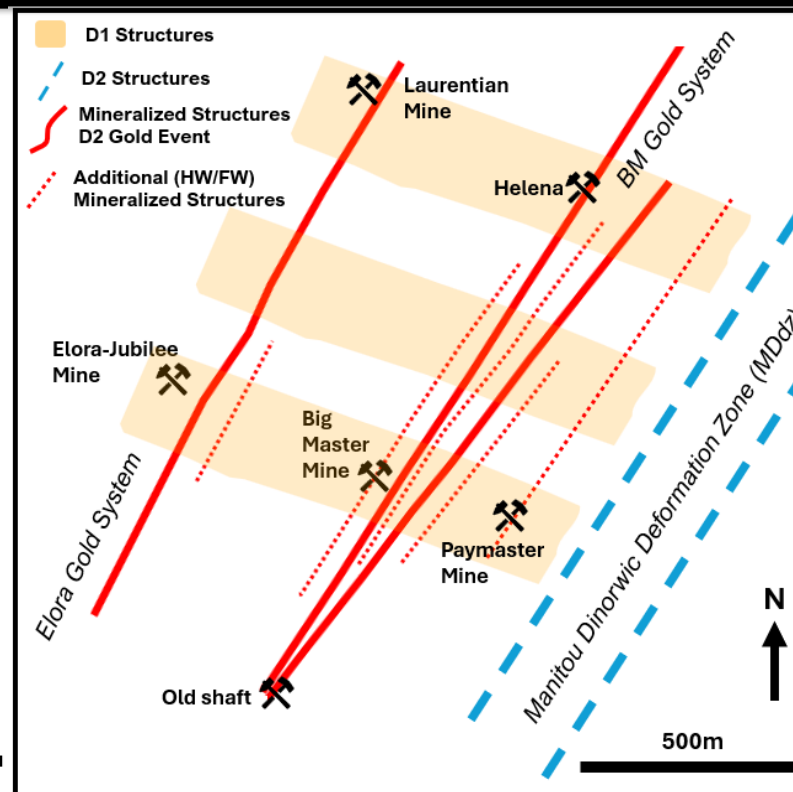 D1 Structures
D2 Structures
Mineralized Structures
D2 Gold Event
Additional (HW/FW)
Mineralized Structures
Laurentian
Mine
BM Gold System
Helena
Elora-Jubilee
Mine
Big
Master
Mine
Paymaster
Mine
Elora Gold System
Manitou Dinorwic Deformation Zone (MDdz)
Old shaft
N
500m